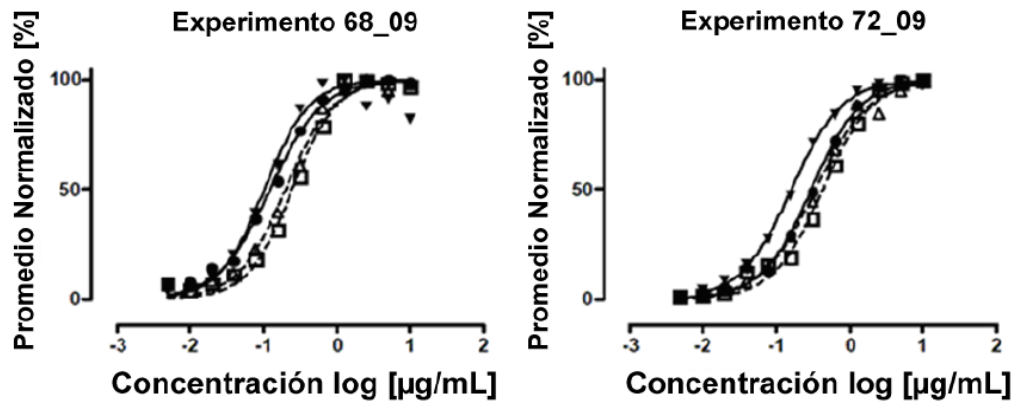 Experimento 68_09
Promedio Normalizado [%]
100
50
0
-3 -2 -1 0 1 2
Concentración log [µg/mL]
Experimento 72_09
Promedio Normalizado [%]
100
50
0
-3 -2 -1 0 1 2
Concentración log [µg/mL]